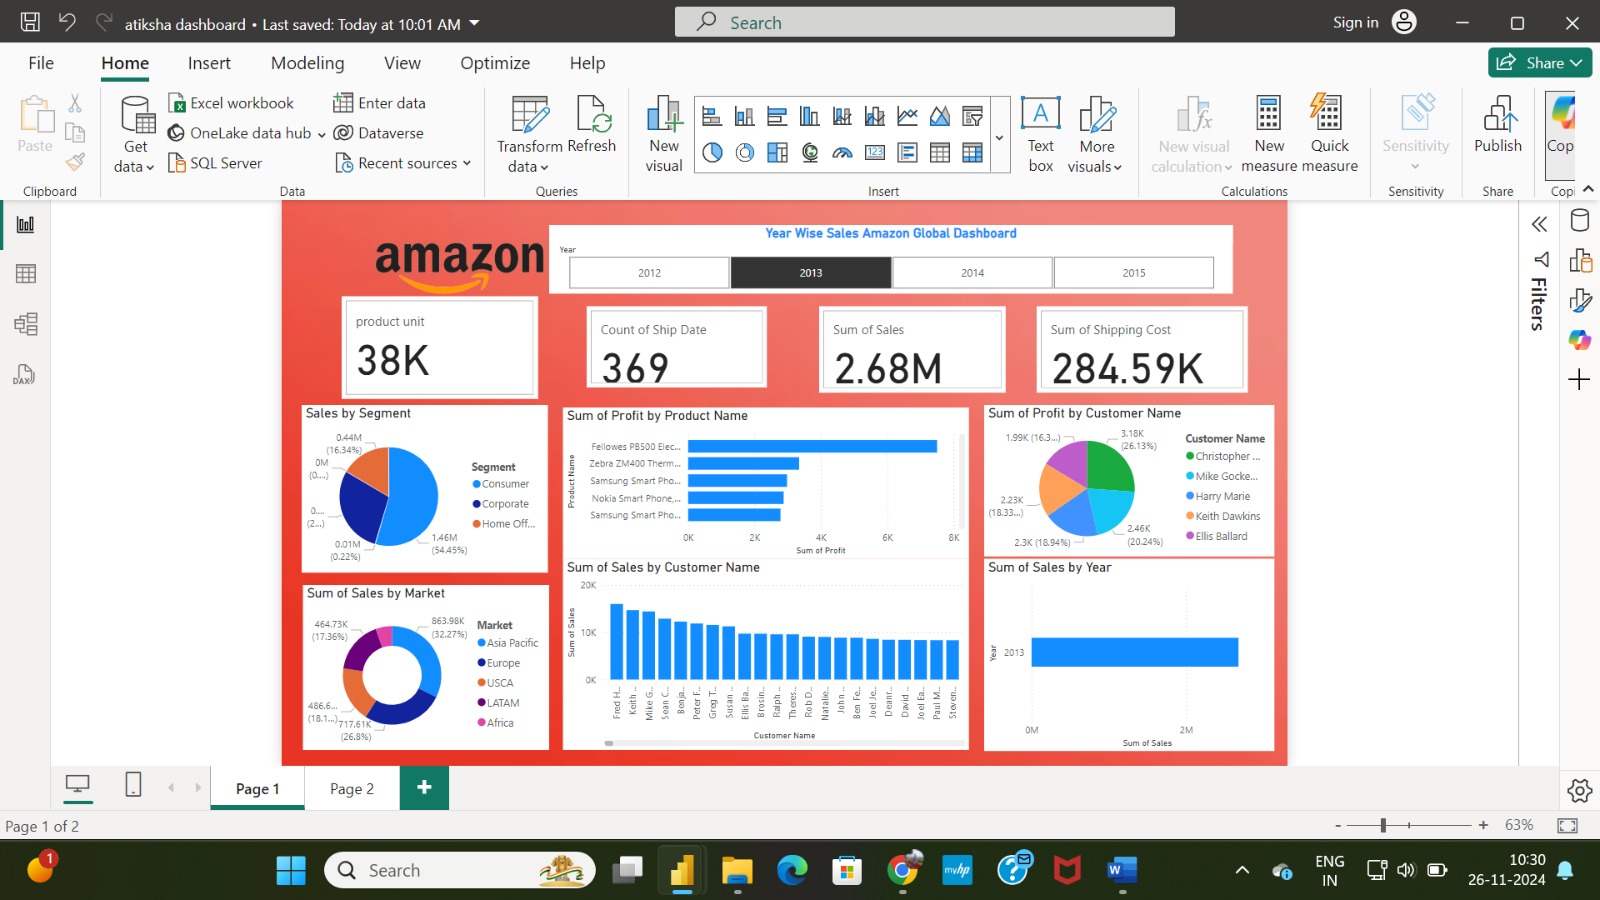 atiksha dashboard • Last saved: Today at 10:01 AM
Search
Sign in
File
Home
Insert
Modeling
View
Optimize
Help
Share
Paste
Clipboard
Get data
Excel workbook
OneLake data hub
SQL Server
Enter data
Dataverse
Recent sources
Data
Transform data
Refresh
Queries
New visual
Text box
More visuals
Insert
New visual calculation
New measure
Quick measure
Calculations
Sensitivity
Sensitivity
Publish
Share
Cop
Copi
DAX
123
amazon
Year Wise Sales Amazon Global Dashboard
Year
2012
2013
2014
2015
product unit
38K
Count of Ship Date
369
Sum of Sales
2.68M
Sum of Shipping Cost
284.59K
Sales by Segment
0.44M
(16.34%)
0M
(0....)
0....
(2...)
0.01M
(0.22%)
1.46M
(54.45%)
Segment
Consumer
Corporate
Home Off...
Sum of Profit by Product Name
Product Name
Fellowes PB500 Elec...
Zebra ZM400 Therm...
Samsung Smart Pho...
Nokia Smart Phone,...
Samsung Smart Pho...
0K
2K
4K
6K
8K
Sum of Profit
Sum of Profit by Customer Name
1.99K (16.3...)
3.18K
(26.13%)
2.23K
(18.33...)
2.3K (18.94%)
2.46K
(20.24%)
Customer Name
Christopher ...
Mike Gocke...
Harry Marie
Keith Dawkins
Ellis Ballard
Sum of Sales by Market
464.73K
(17.36%)
863.98K
(32.27%)
486.6...
(18.1...)
717.61K
(26.8%)
Market
Asia Pacific
Europe
USCA
LATAM
Africa
Sum of Sales by Customer Name
20K
10K
0K
Sum of Sales
Fred H...
Keith ...
Mike G...
Sean C...
Benja...
Peter F...
Greg T...
Susan ...
Ellis Ba...
Brosin...
Ralph ...
Theres...
Rob D...
Natalie...
John ...
Ben Fe...
Joel Je...
Deanr...
David ...
Joel Ea...
Paul M...
Steven...
Customer Name
Sum of Sales by Year
Year
2013
0M
2M
Sum of Sales
Filters
Page 1
Page 2
+
Page 1 of 2
- + 63%
1
Search
myhp
W
ENG
IN
10:30
26-11-2024